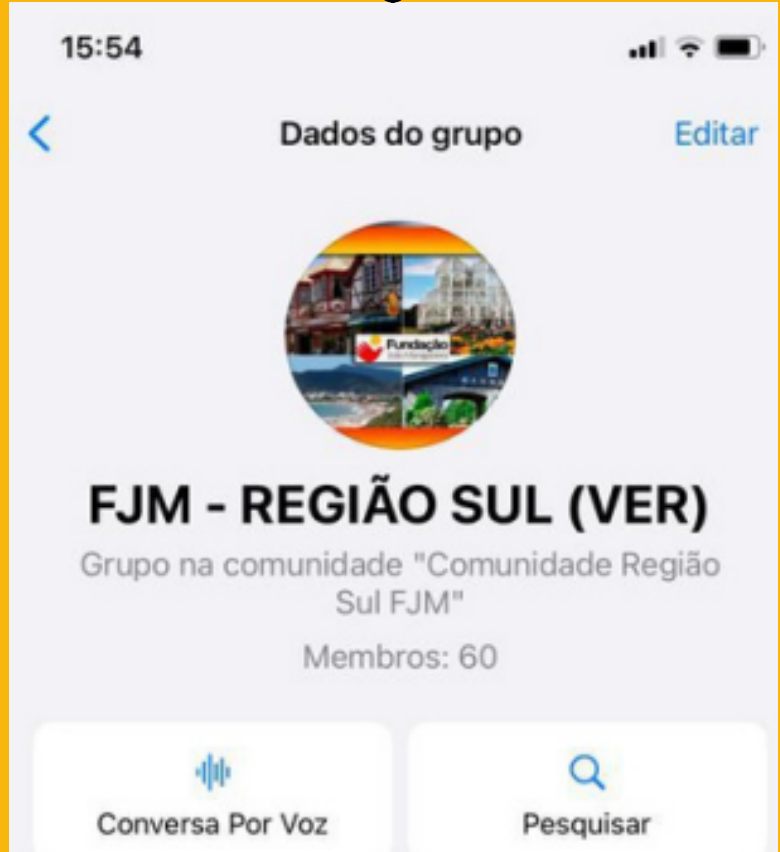 15:54
Dados do grupo
Editar
Fundação
FJM - REGIÃO SUL (VER)
Grupo na comunidade "Comunidade Região
Sul FJM"
Membros: 60
Conversa Por Voz
Pesquisar